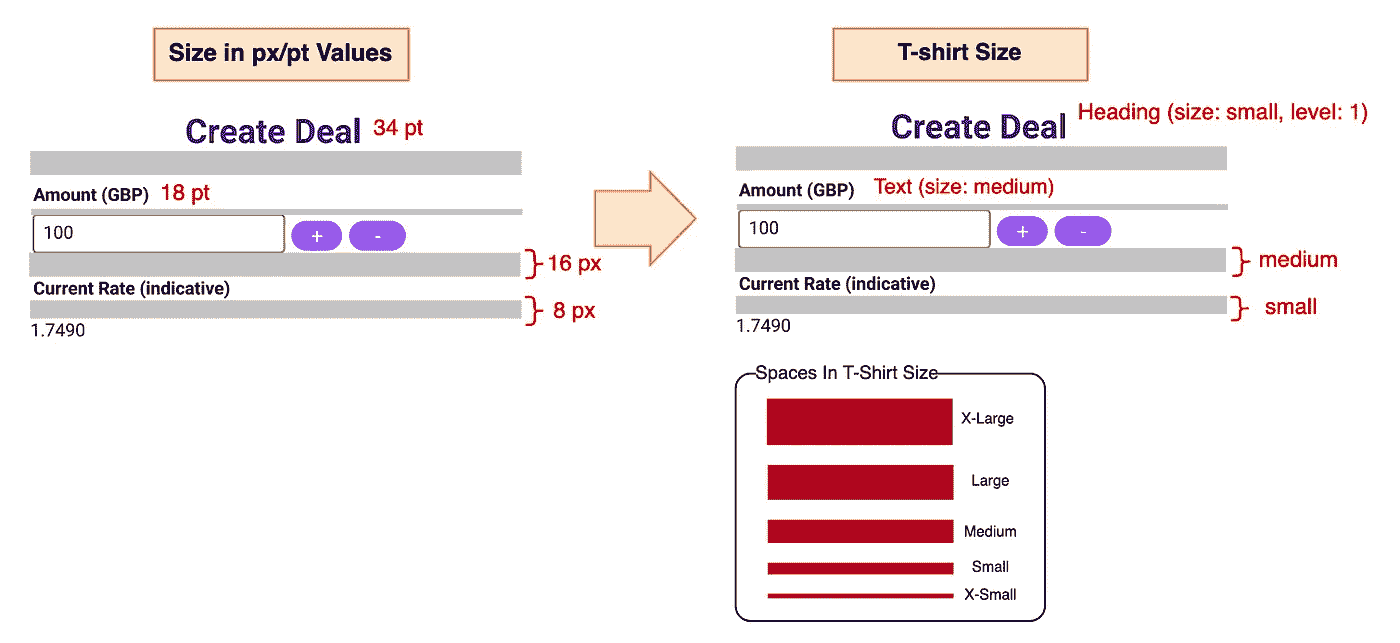 Size in px/pt Values
Create Deal 34 pt
Amount (GBP) 18 pt
100 + -
16 px
Current Rate (indicative)
8 px
1.7490
T-shirt Size
Create Deal Heading (size: small, level: 1)
Amount (GBP) Text (size: medium)
100 + -
medium
Current Rate (indicative)
small
1.7490
Spaces In T-Shirt Size
X-Large
Large
Medium
Small
X-Small